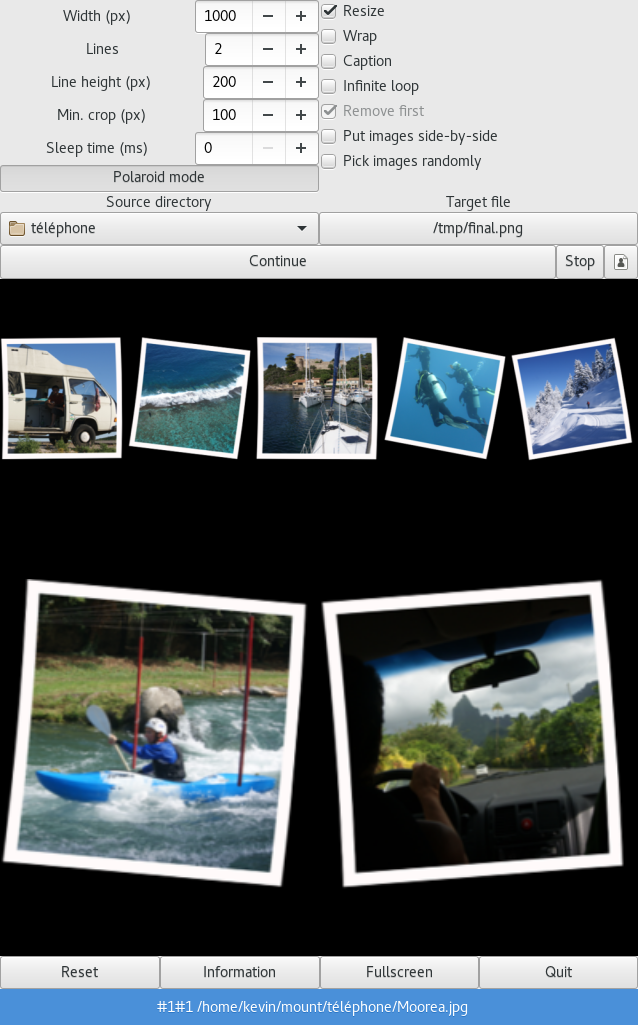 Width (px) 1000 − +
Lines 2 − +
Line height (px) 200 − +
Min. crop (px) 100 − +
Sleep time (ms) 0 − +
Polaroid mode
Resize
Wrap
Caption
Infinite loop
Remove first
Put images side-by-side
Pick images randomly
Source directory
Target file
téléphone
/tmp/final.png
Continue
Stop
Reset
Information
Fullscreen
Quit
#1#1 /home/kevin/mount/téléphone/Moorea.jpg